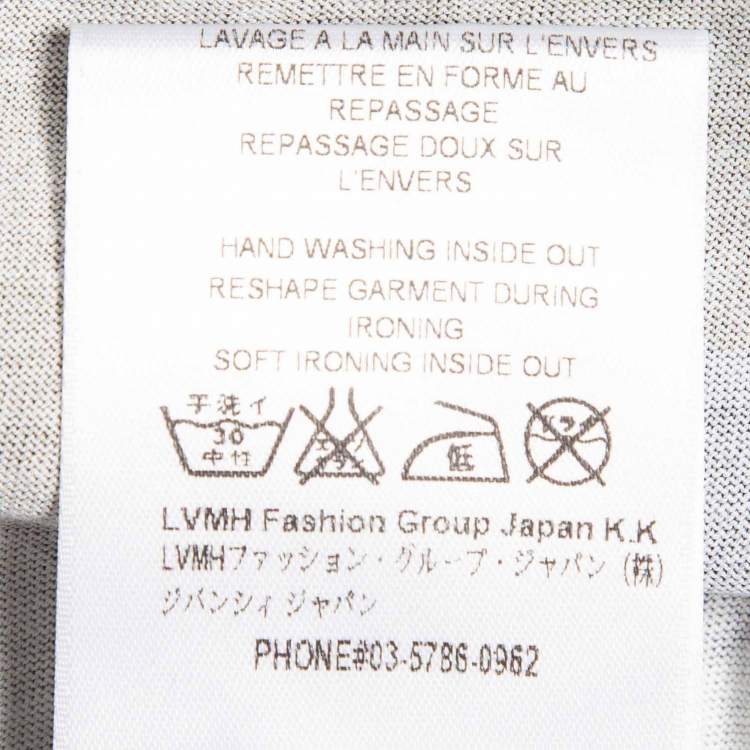 LAVAGE A LA MAIN SUR L'ENVERS
REMETTRE EN FORME AU
REPASSAGE
REPASSAGE DOUX SUR
L'ENVERS
HAND WASHING INSIDE OUT
RESHAPE GARMENT DURING
IRONING
SOFT IRONING INSIDE OUT
手洗イ
30
中性
低
LVMH Fashion Group Japan K.K
LVMHファッション・グループ・ジャパン (株)
ジバンシィ ジャパン
PHONE#03-5786-0962